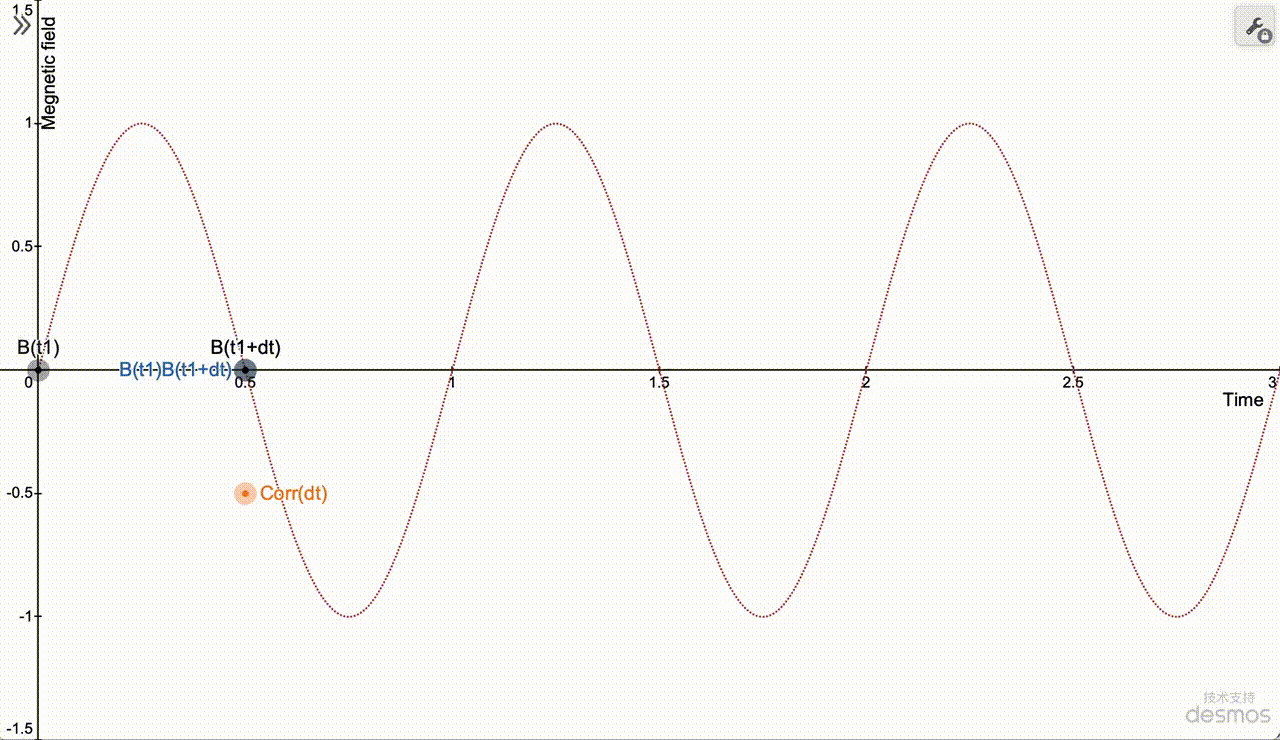 1.5
Megnetic field
1
0.5
B(t1)
B(t1+dt)
B(t1)B(t1+dt)
0
0.5
1
1.5
2
2.5
3
Time
-0.5
Corr(dt)
-1
-1.5
技术支持
desmos